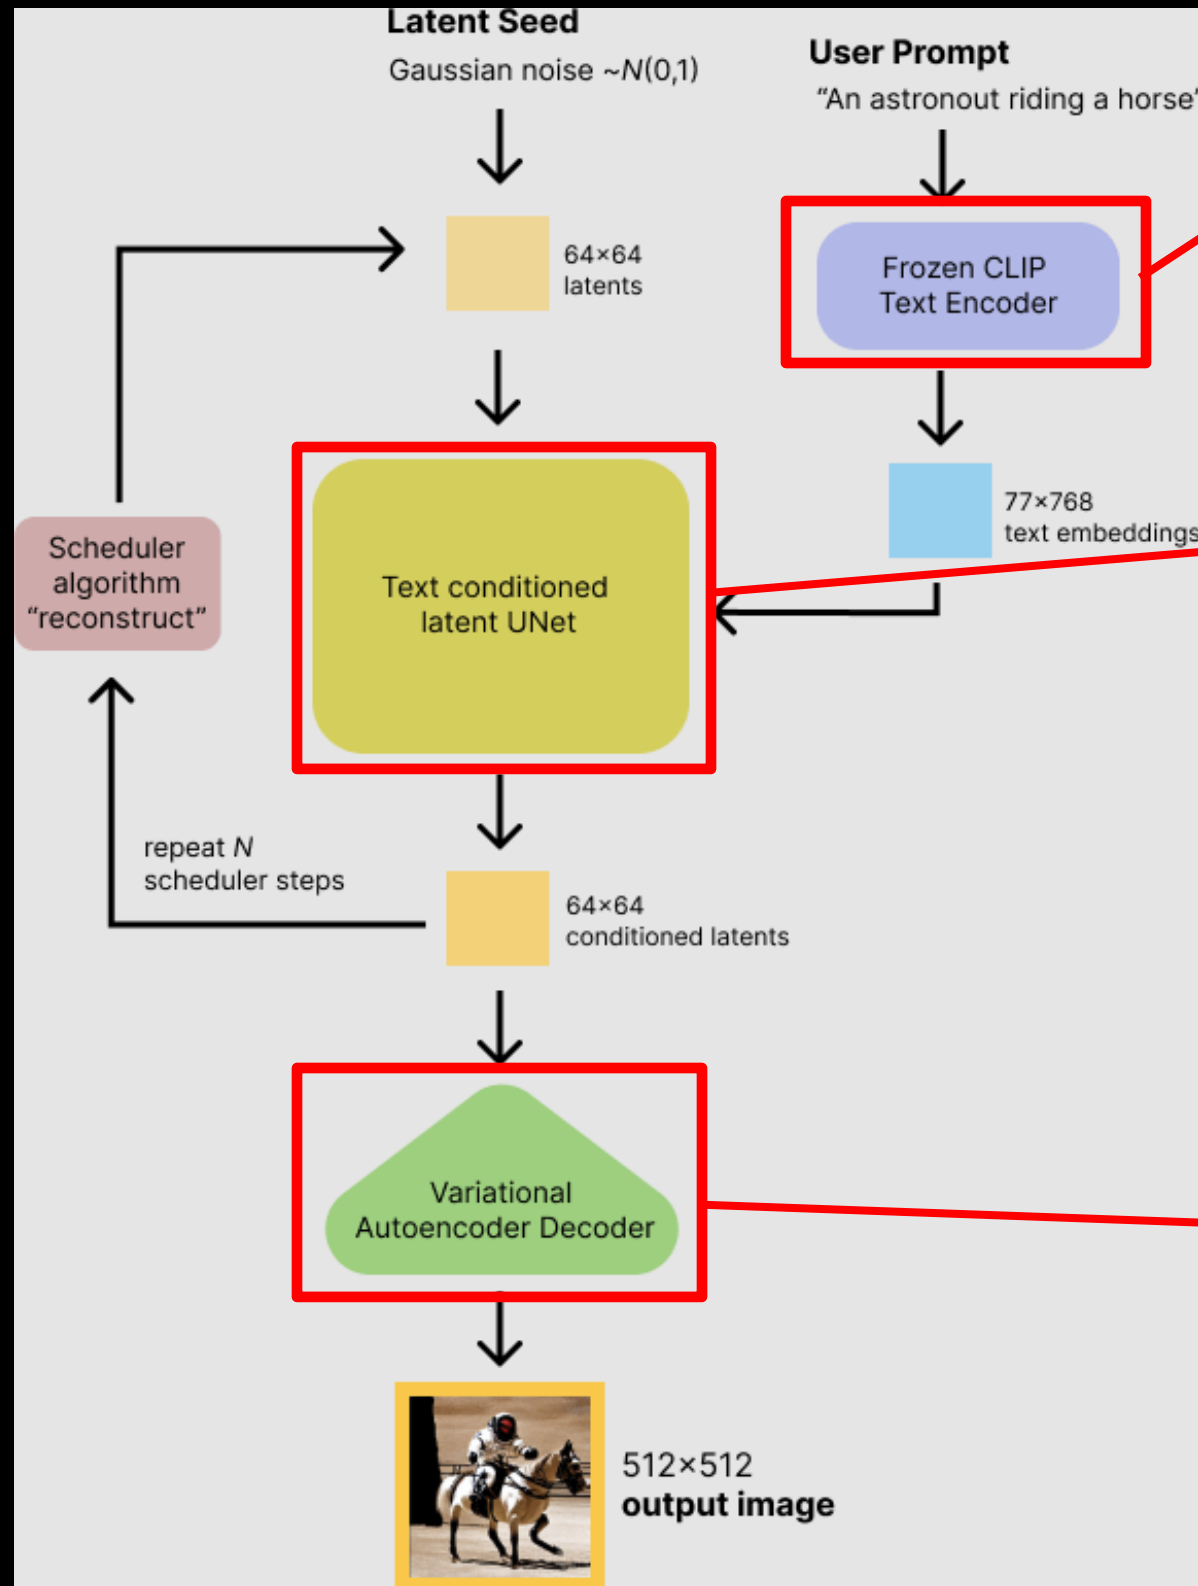 Latent Seed
Gaussian noise ~N(0,1)
User Prompt
“An astronout riding a horse”
64×64
latents
Frozen CLIP
Text Encoder
77×768
text embeddings
Scheduler
algorithm
“reconstruct”
Text conditioned
latent UNet
repeat N
scheduler steps
64×64
conditioned latents
Variational
Autoencoder Decoder
512×512
output image